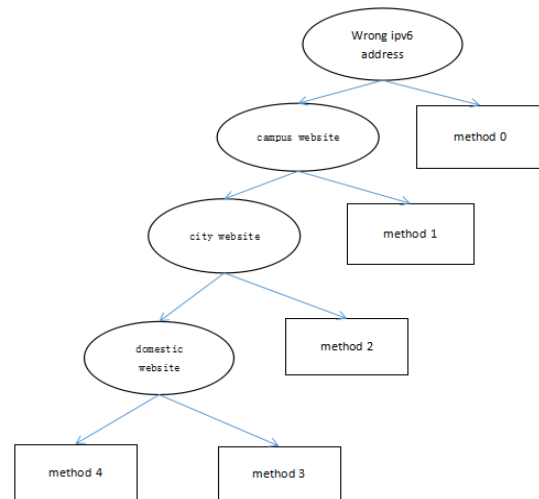 Wrong ipv6
address
campus website
method 0
city website
method 1
domestic
website
method 2
method 4
method 3